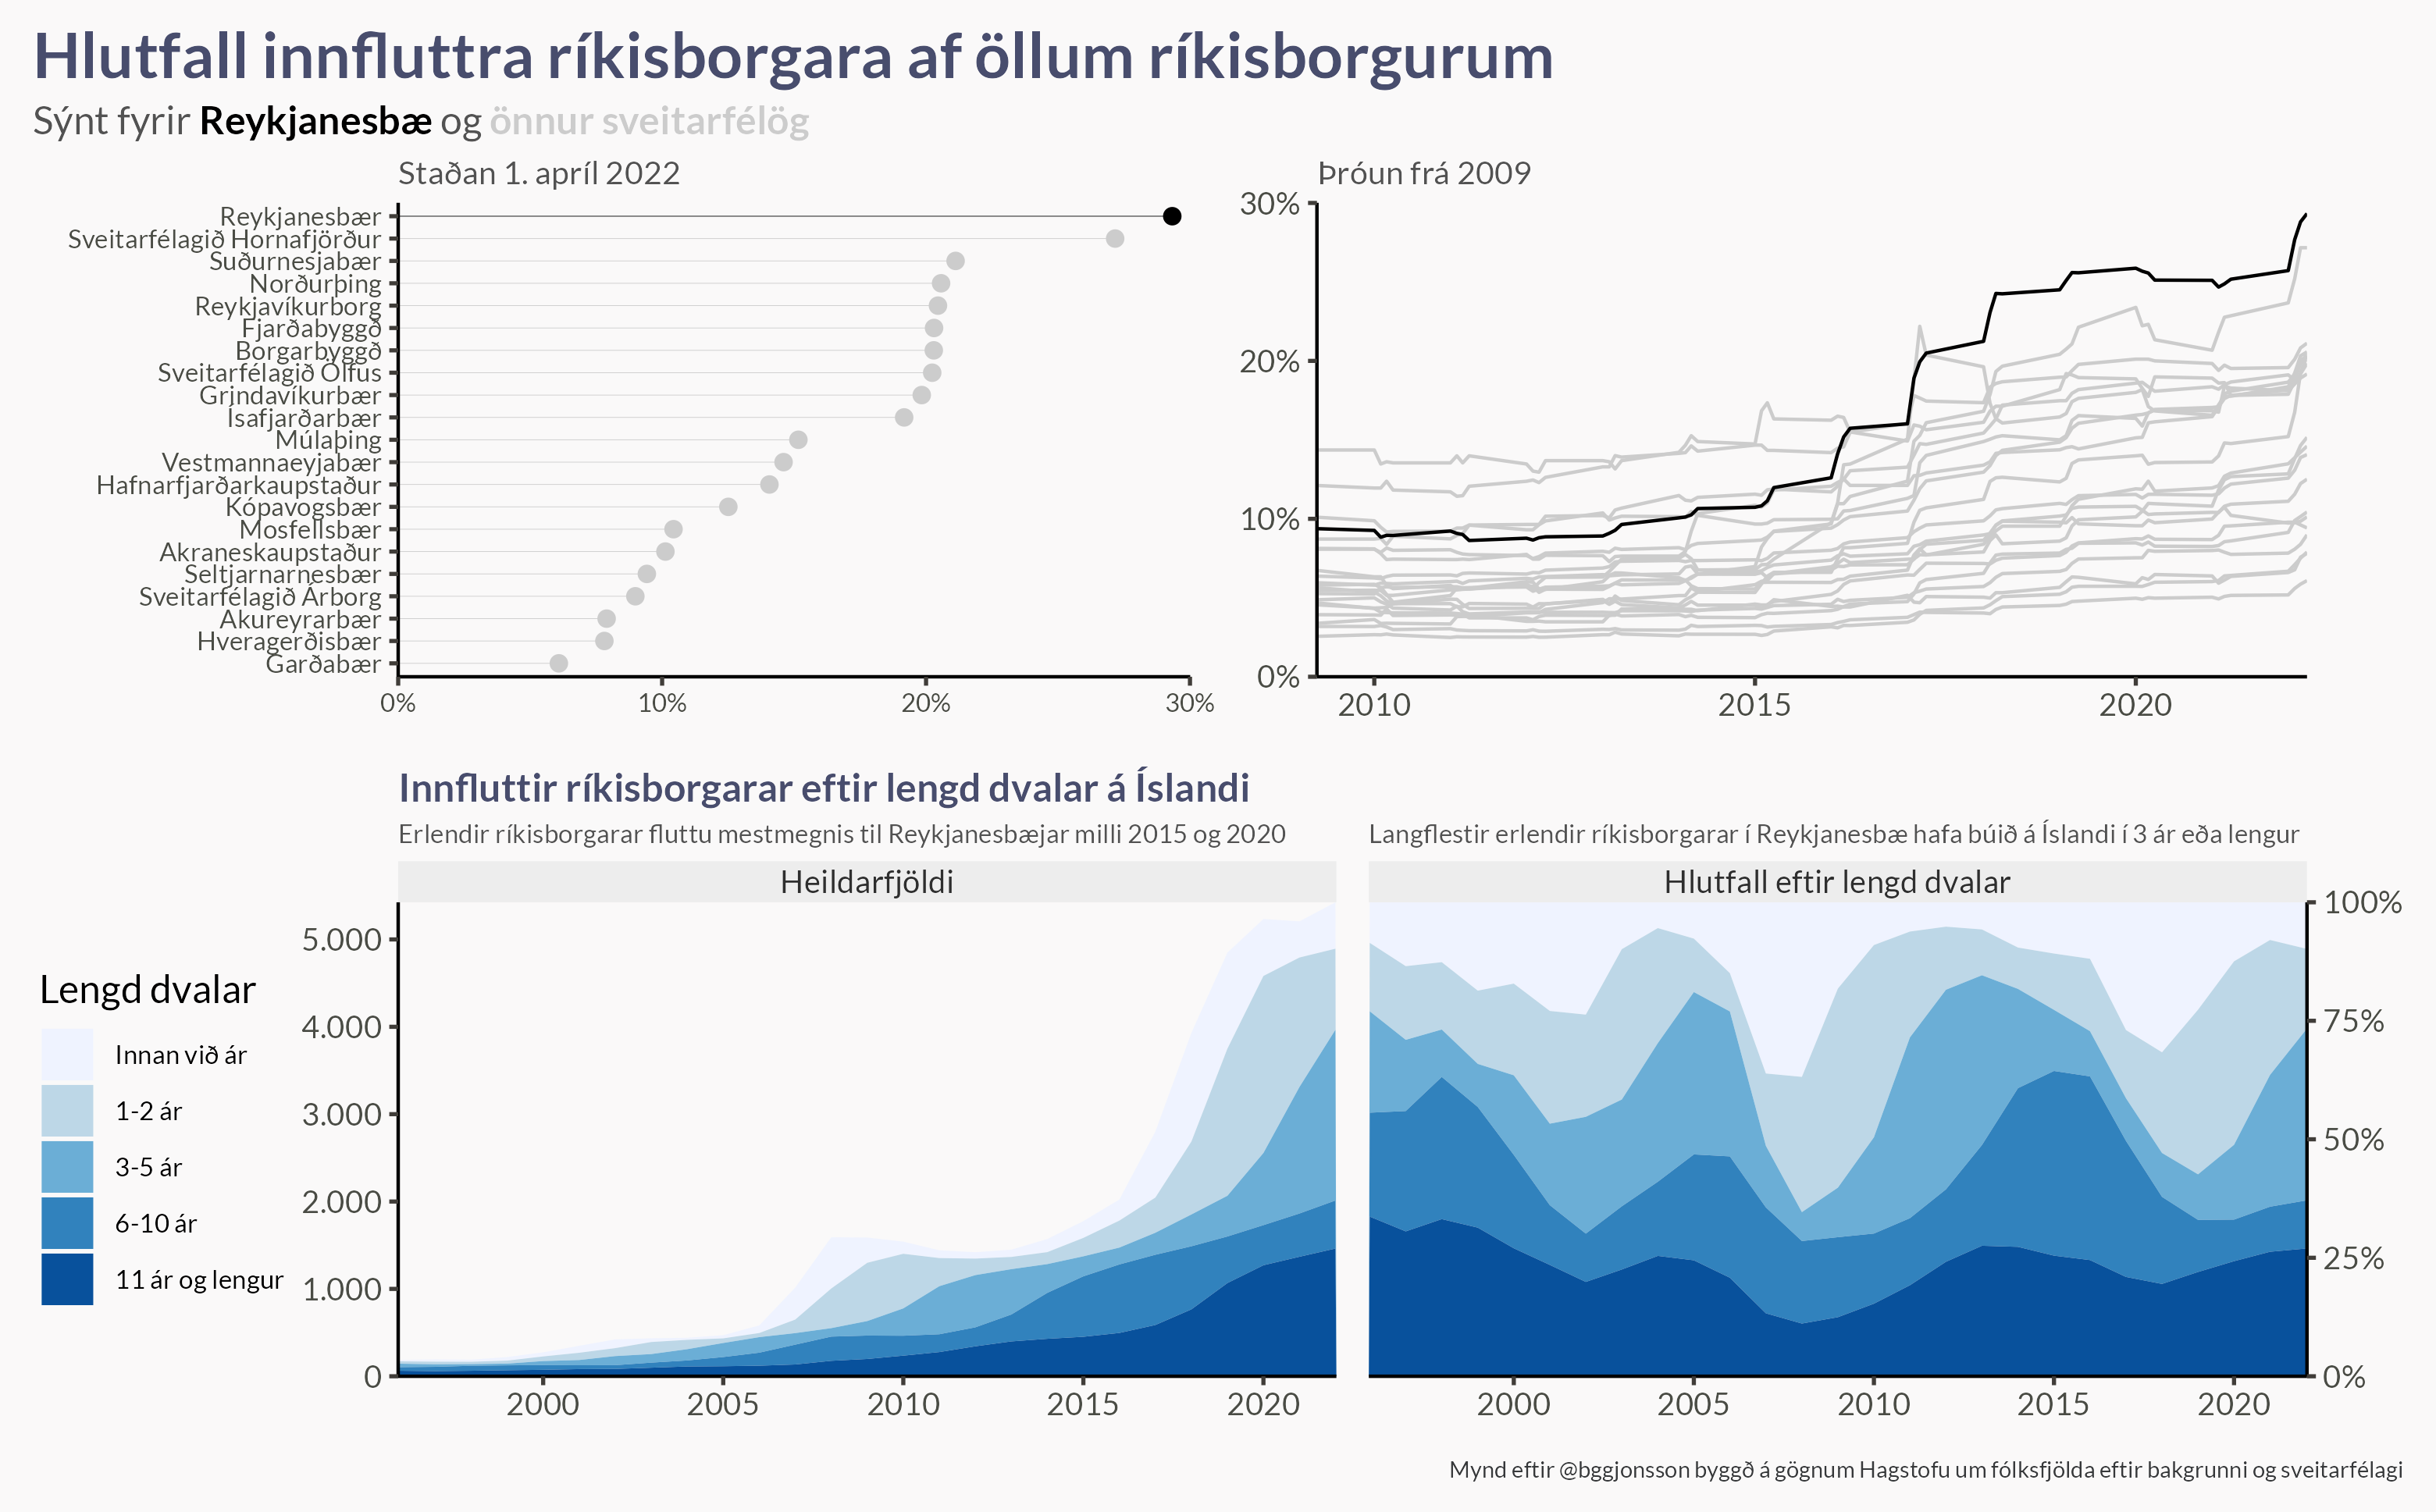 Hlutfall innfluttra ríkisborgara af öllum ríkisborgurum
Sýnt fyrir Reykjanesbæ og önnur sveitarfélög
Staðan 1. apríl 2022
Reykjanesbær
Sveitarfélagið Hornafjörður
Suðurnesjabær
Norðurþing
Reykjavíkurborg
Fjarðabyggð
Borgarbyggð
Sveitarfélagið Ölfus
Grindavíkurbær
Ísafjarðarbær
Múlaþing
Vestmannaeyjabær
Hafnarfjarðarkaupstaður
Kópavogsbær
Mosfellsbær
Akraneskaupstaður
Seltjarnarnesbær
Sveitarfélagið Árborg
Akureyrarbær
Hveragerðisbær
Garðabær
0% 10% 20% 30%
Þróun frá 2009
30%
20%
10%
0%
2010 2015 2020
Innfluttir ríkisborgarar eftir lengd dvalar á Íslandi
Erlendir ríkisborgarar fluttu mestmegnis til Reykjanesbæjar milli 2015 og 2020
Heildarfjöldi
5.000
4.000
3.000
2.000
1.000
0
2000 2005 2010 2015 2020
Langflestir erlendir ríkisborgarar í Reykjanesbæ hafa búið á Íslandi í 3 ár eða lengur
Hlutfall eftir lengd dvalar
100%
75%
50%
25%
0%
2000 2005 2010 2015 2020
Lengd dvalar
Innan við ár
1-2 ár
3-5 ár
6-10 ár
11 ár og lengur
Mynd eftir @bggjonsson byggð á gögnum Hagstofu um fólksfjölda eftir bakgrunni og sveitarfélagi